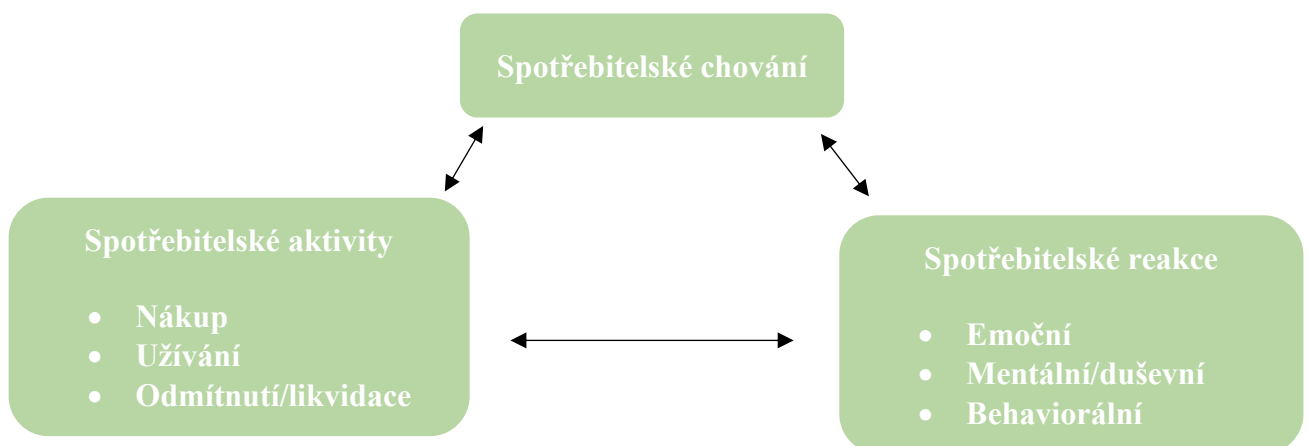 Spotřebitelské chování
Spotřebitelské aktivity
• Nákup
• Užívání
• Odmítnutí/likvidace
Spotřebitelské reakce
• Emoční
• Mentální/duševní
• Behaviorální